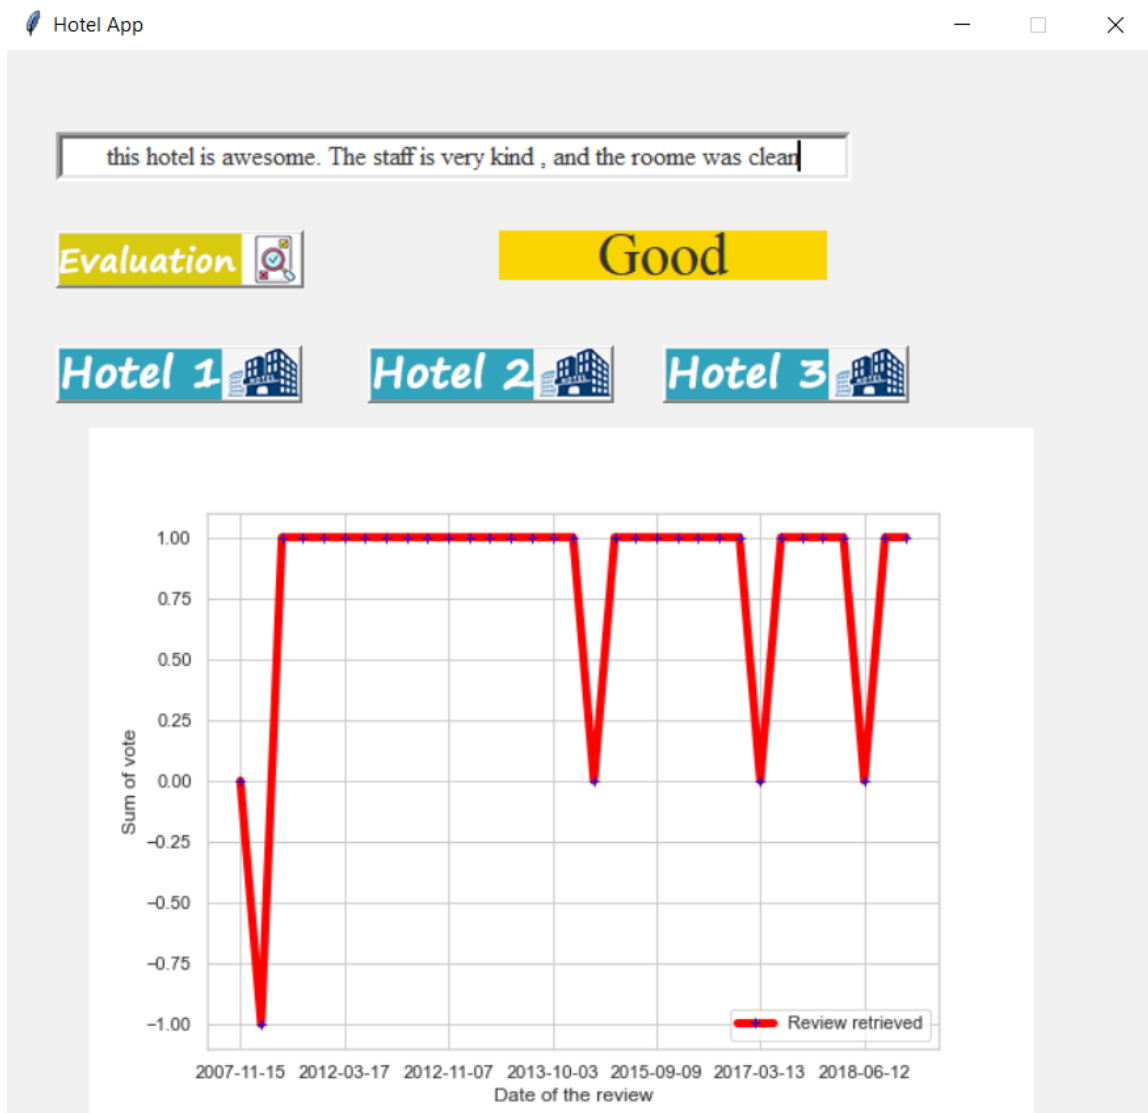 Hotel App
this hotel is awesome. The staff is very kind , and the roome was clean
Evaluation
Good
Hotel 1
HOTEL
Hotel 2
HOTEL
Hotel 3
HOTEL
1.00
0.75
0.50
0.25
0.00
−0.25
−0.50
−0.75
−1.00
Sum of vote
Review retrieved
2007-11-15 2012-03-17 2012-11-07 2013-10-03 2015-09-09 2017-03-13 2018-06-12
Date of the review